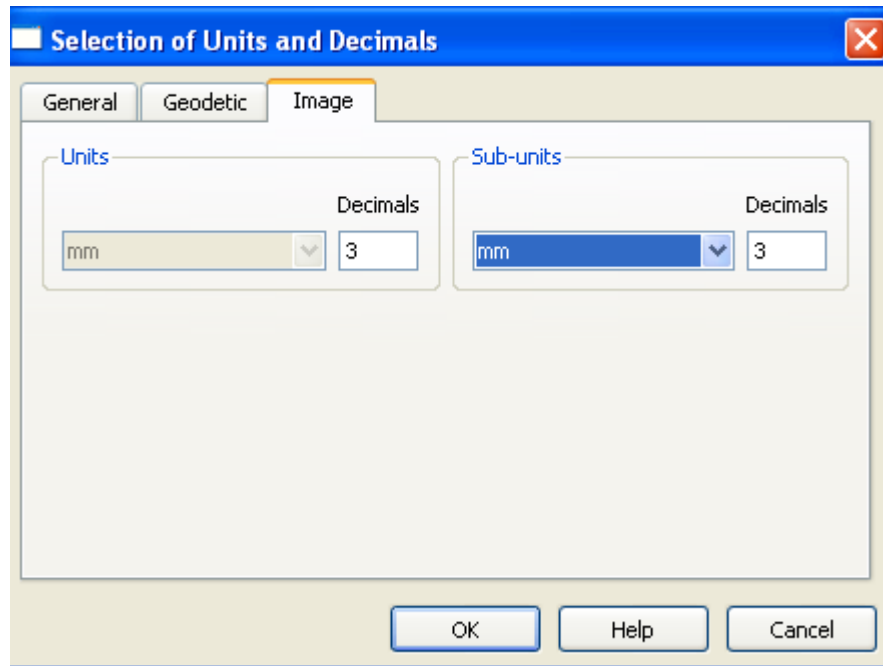 Selection of Units and Decimals
General Geodetic Image
Units Sub-units
Decimals Decimals
mm 3 mm 3
OK Help Cancel